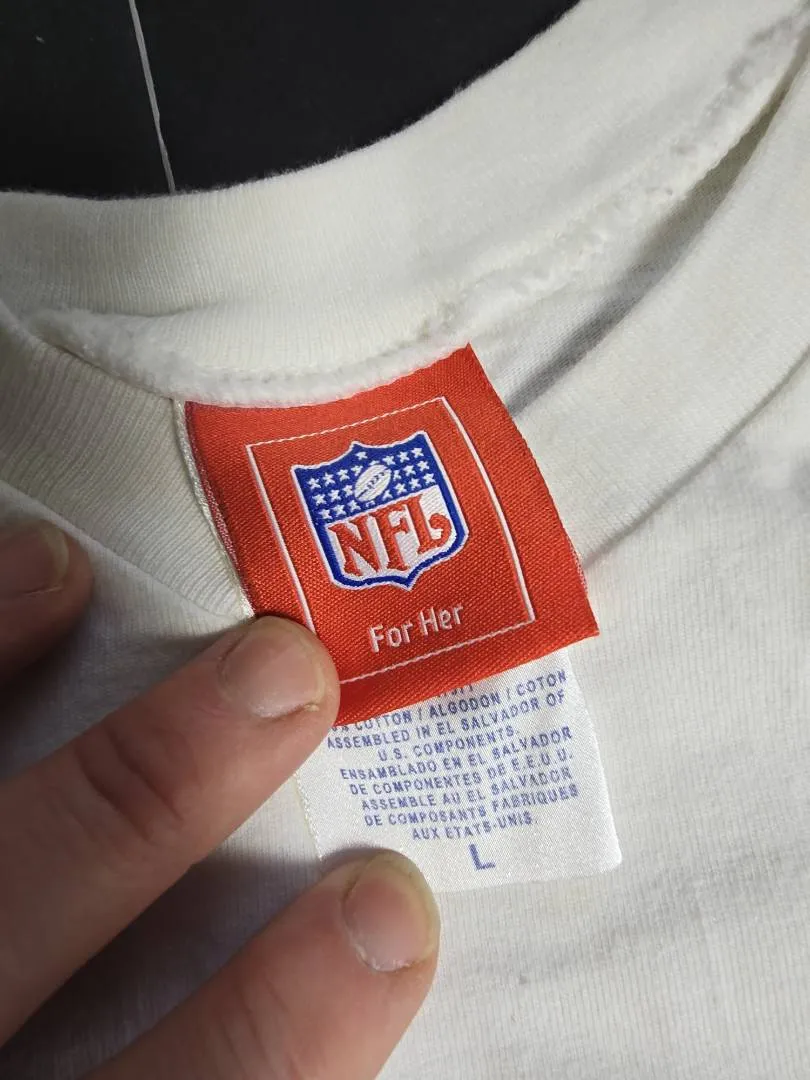 NFL
For Her
COTTON / ALGODON / COTON
ASSEMBLED IN EL SALVADOR OF
U.S. COMPONENTS.
ENSAMBLADO EN EL SALVADOR
DE COMPONENTES DE E.E.U.U.
ASSEMBLE AU EL SALVADOR
DE COMPOSANTS FABRIQUES
AUX ETATS-UNIS
L